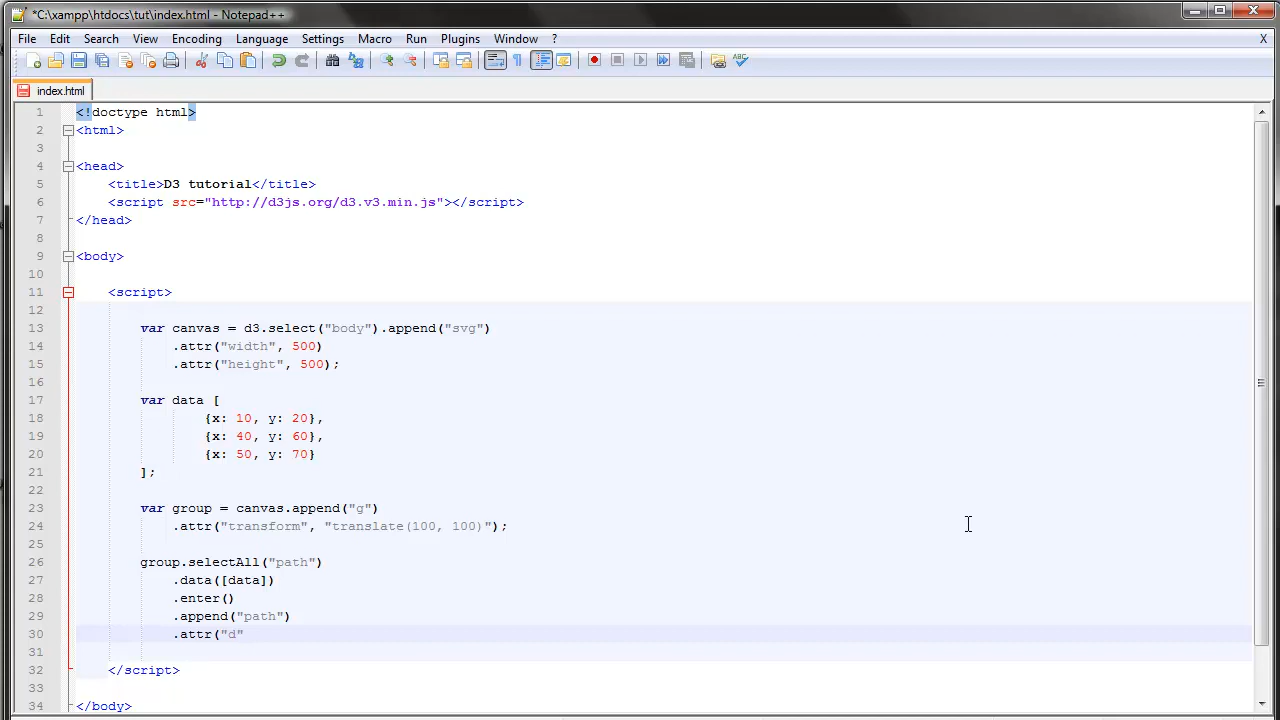 *C:\xampp\htdocs\tut\index.html - Notepad++
File Edit Search View Encoding Language Settings Macro Run Plugins Window ? X
index.html
1 <!doctype html>
2 <html>
3
4 <head>
5 <title>D3 tutorial</title>
6 <script src="http://d3js.org/d3.v3.min.js"></script>
7 </head>
8
9 <body>
10
11 <script>
12
13 var canvas = d3.select("body").append("svg")
14 .attr("width", 500)
15 .attr("height", 500);
16
17 var data [
18 {x: 10, y: 20},
19 {x: 40, y: 60},
20 {x: 50, y: 70}
21 ];
22
23 var group = canvas.append("g")
24 .attr("transform", "translate(100, 100)");
25
26 group.selectAll("path")
27 .data([data])
28 .enter()
29 .append("path")
30 .attr("d"
31
32 </script>
33
34 </body>